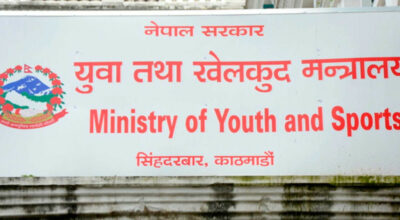 नेपाल सरकार
युवा तथा खेलकुद मन्त्रालय
Ministry of Youth and Sports
सिंहदरबार, काठमाडौं